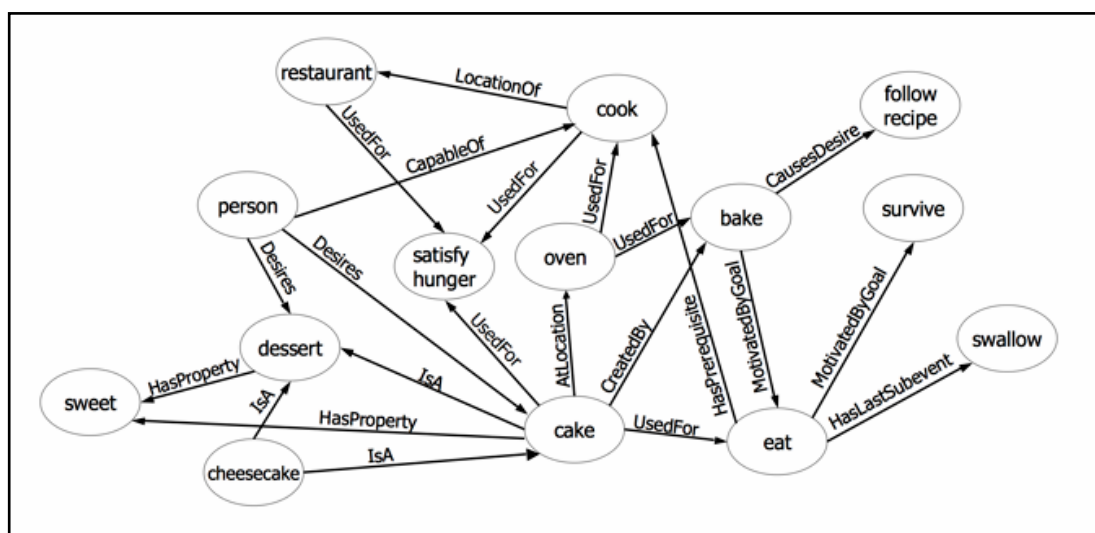 restaurant
LocationOf
cook
follow
recipe
UsedFor
CapableOf
UsedFor
UsedFor
CausesDesire
person
bake
survive
UsedFor
Desires
Desires
satisfy
hunger
oven
MotivatedByGoal
HasPrerequisite
MotivatedByGoal
dessert
UsedFor
AtLocation
CreatedBy
swallow
HasProperty
IsA
IsA
HasLastSubevent
sweet
HasProperty
cake
UsedFor
eat
cheesecake
IsA